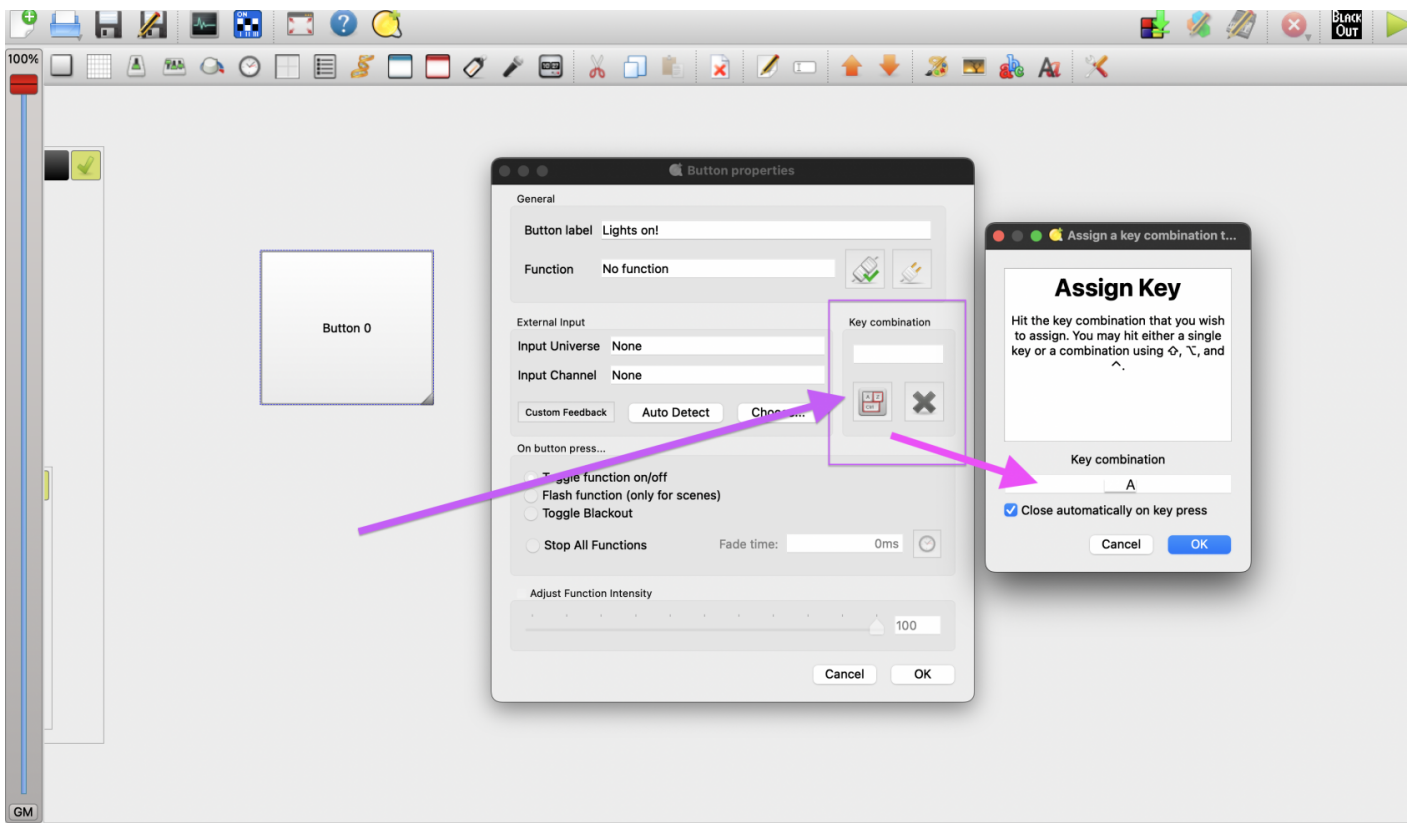 BLACK
OUT
100%
Button properties
General
Button label Lights on!
Function No function
Button 0
External Input
Input Universe None
Input Channel None
Custom Feedback Auto Detect
Key combination
On button press...
Toggle function on/off
Flash function (only for scenes)
Toggle Blackout
Stop All Functions Fade time: 0ms
Adjust Function Intensity
100
Cancel OK
Assign a key combination t...
Assign Key
Hit the key combination that you wish
to assign. You may hit either a single
key or a combination using ⇧, ⌥, and
^.
Key combination
A
Close automatically on key press
Cancel OK
GM